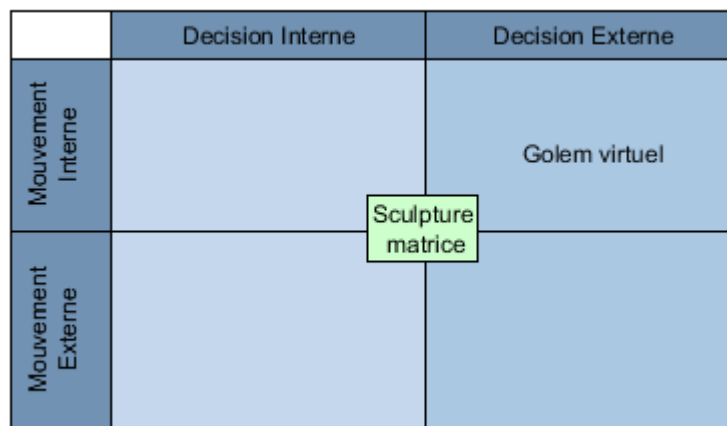 Decision Interne
Decision Externe
Mouvement
Interne
Golem virtuel
Sculpture
matrice
Mouvement
Externe